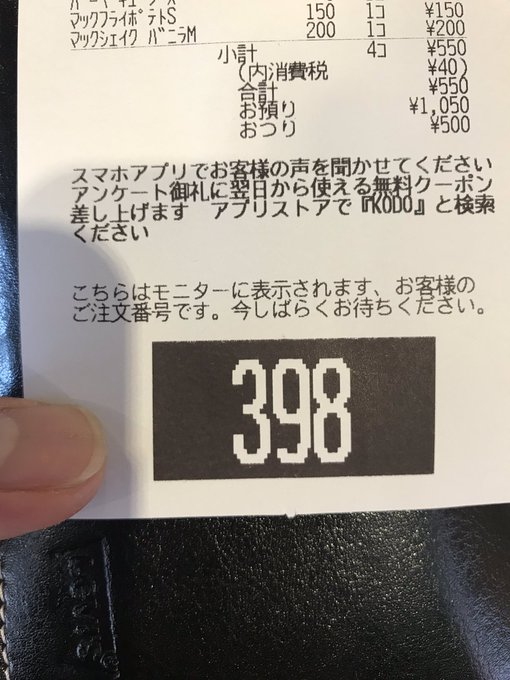 マックフライポテトS 150 1コ ¥150
マックシェイク バニラM 200 1コ ¥200
小計 4コ ¥550
(内消費税 ¥40)
合計 ¥550
お預り ¥1,050
おつり ¥500
スマホアプリでお客様の声を聞かせてください
アンケート御礼に翌日から使える無料クーポン
差し上げます アプリストアで『KODO』と検索
ください
こちらはモニターに表示されます、お客様の
ご注文番号です。今しばらくお待ちください。
398